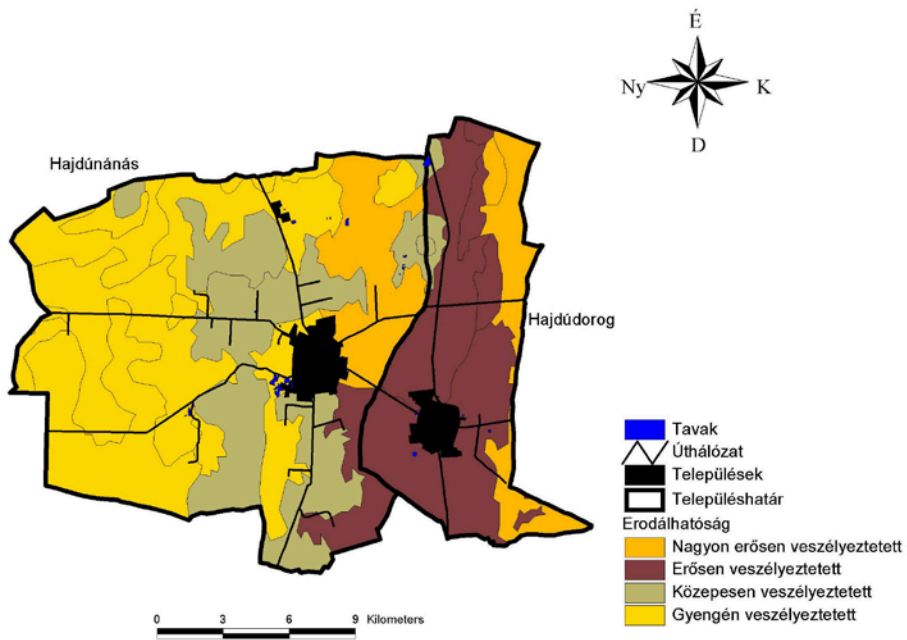 É
Ny
K
D
Hajdúnánás
Hajdúdorog
Tavak
Úthálózat
Települések
Településhatár
Erodálhatóság
Nagyon erősen veszélyeztetett
Erősen veszélyeztetett
Közepesen veszélyeztetett
Gyengén veszélyeztetett
0 3 6 9 Kilometers